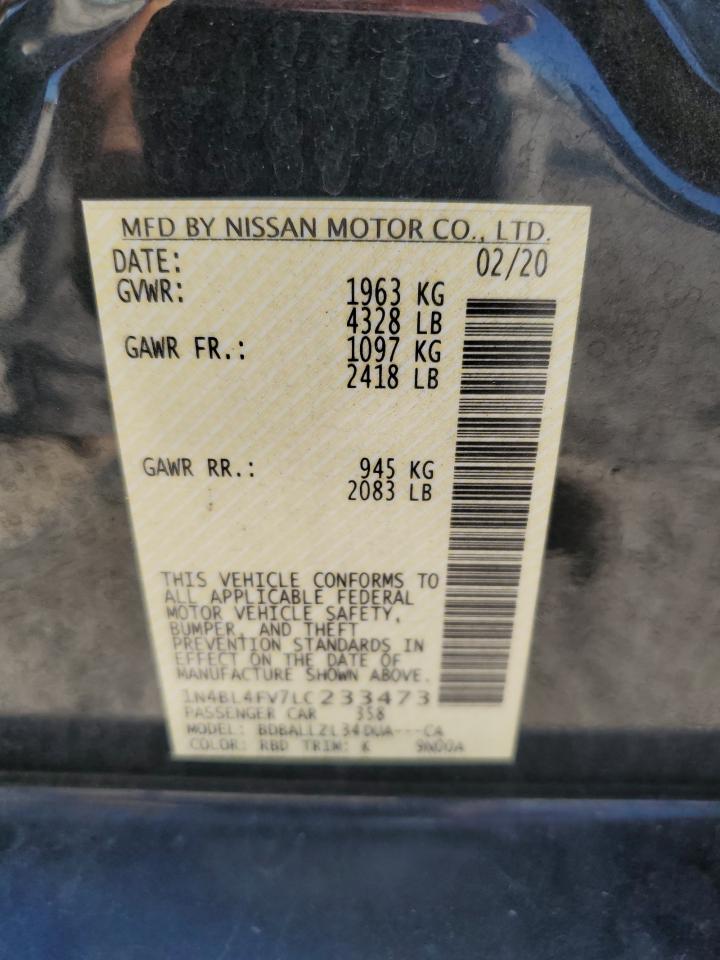 MFD BY NISSAN MOTOR CO., LTD.
DATE: 02/20
GVWR: 1963 KG
4328 LB
GAWR FR.: 1097 KG
2418 LB
GAWR RR.: 945 KG
2083 LB
THIS VEHICLE CONFORMS TO
ALL APPLICABLE FEDERAL
MOTOR VEHICLE SAFETY,
BUMPER, AND THEFT
PREVENTION STANDARDS IN
EFFECT ON THE DATE OF
MANUFACTURE SHOWN ABOVE.
1N4BL4FV7LC233473
PASSENGER CAR 358
MODEL: BDBALLZL34DUA---CA
COLOR: RBD TRIM: K